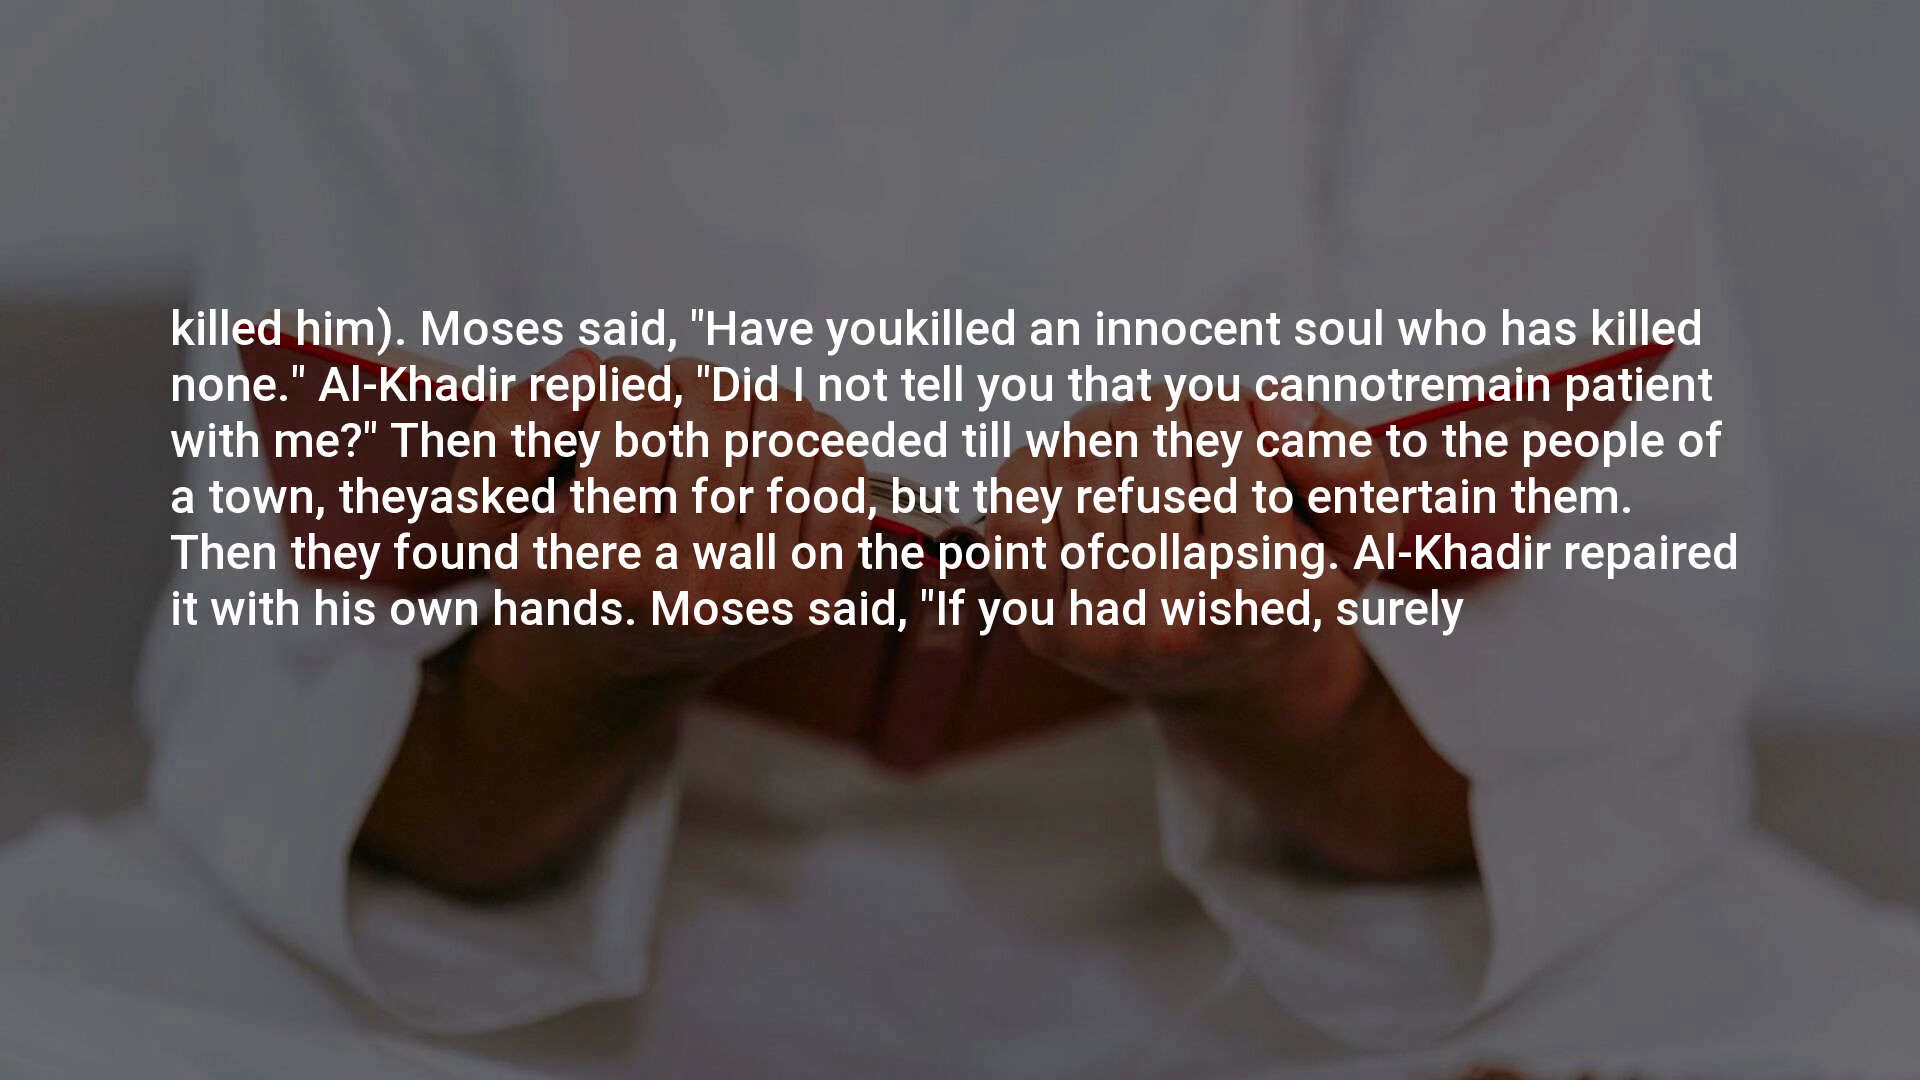 killed him). Moses said, "Have youkilled an innocent soul who has killed
none." Al-Khadir replied, "Did I not tell you that you cannotremain patient
with me?" Then they both proceeded till when they came to the people of
a town, theyasked them for food, but they refused to entertain them.
Then they found there a wall on the point ofcollapsing. Al-Khadir repaired
it with his own hands. Moses said, "If you had wished, surely